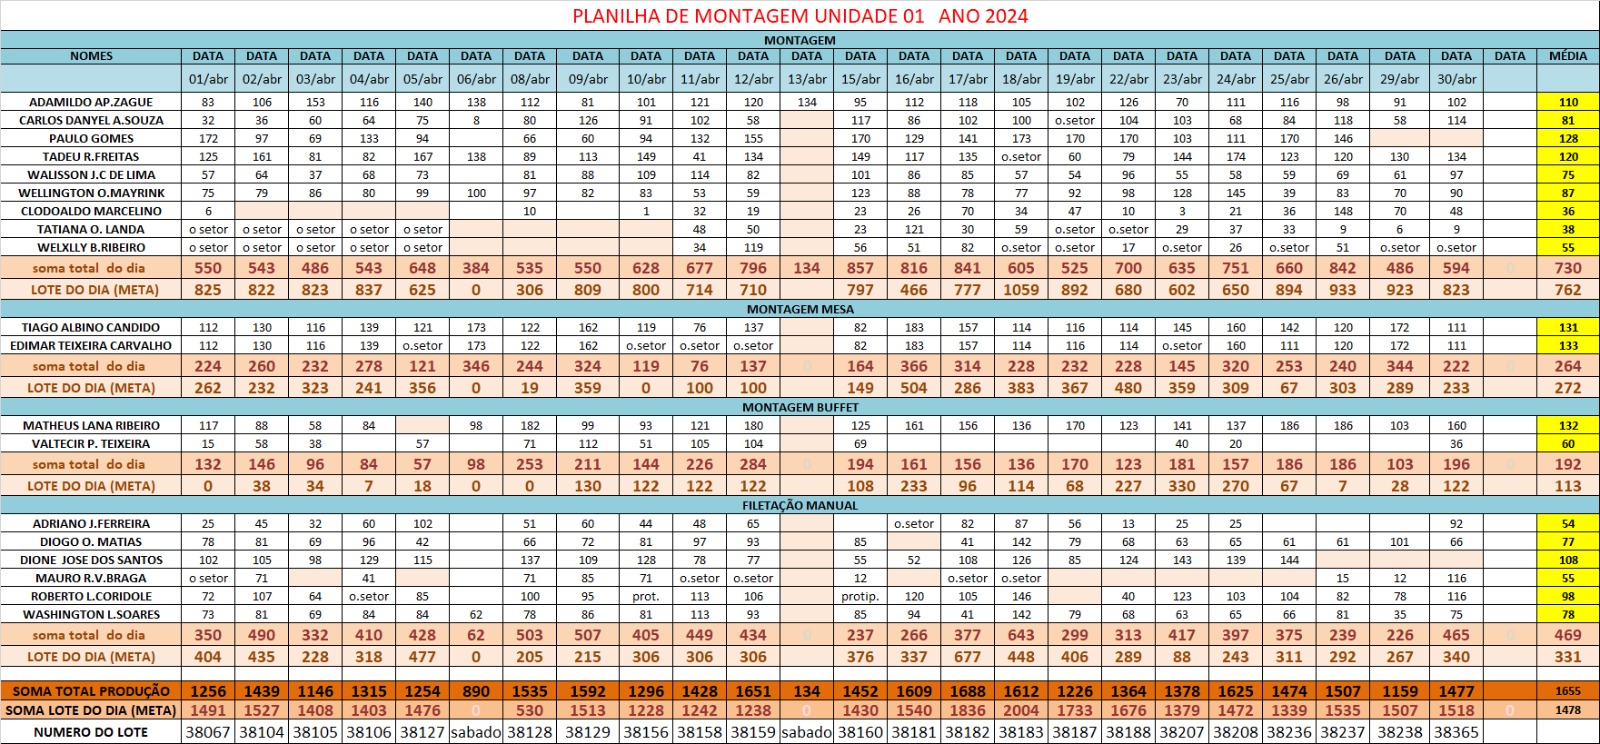 PLANILHA DE MONTAGEM UNIDADE 01 ANO 2024
MONTAGEM
NOMES DATA DATA DATA DATA DATA DATA DATA DATA DATA DATA DATA DATA DATA DATA DATA DATA DATA DATA DATA DATA DATA DATA DATA DATA DATA MÉDIA
01/abr 02/abr 03/abr 04/abr 05/abr 06/abr 08/abr 09/abr 10/abr 11/abr 12/abr 13/abr 15/abr 16/abr 17/abr 18/abr 19/abr 22/abr 23/abr 24/abr 25/abr 26/abr 29/abr 30/abr
ADAMILDO AP.ZAGUE 83 106 153 116 140 138 112 81 101 121 120 134 95 112 118 105 102 126 70 111 116 98 91 102 110
CARLOS DANYEL A.SOUZA 32 36 60 64 75 8 80 126 91 102 58 117 86 102 100 o.setor 104 103 68 84 118 58 114 81
PAULO GOMES 172 97 69 133 94 66 60 94 132 155 170 129 141 173 170 170 103 111 170 146 128
TADEU R.FREITAS 125 161 81 82 167 138 89 113 149 41 134 149 117 135 o.setor 60 79 144 174 123 120 130 134 120
WALISSON J.C DE LIMA 57 64 37 68 73 81 88 109 114 82 101 86 85 57 54 96 55 58 59 69 61 97 75
WELLINGTON O.MAYRINK 75 79 86 80 99 100 97 82 83 53 59 123 88 78 77 92 98 128 145 39 83 70 90 87
CLODOALDO MARCELINO 6 10 1 32 19 23 26 70 34 47 10 3 21 36 148 70 48 36
TATIANA O. LANDA o setor o setor o setor o setor o setor 48 50 23 121 30 59 o.setor o.setor 29 37 33 9 6 9 38
WELXLLY B.RIBEIRO o setor o setor o setor o setor o setor 34 119 56 51 82 o.setor o.setor 17 o.setor 26 o.setor 51 o.setor o.setor 55
soma total do dia 550 543 486 543 648 384 535 550 628 677 796 134 857 816 841 605 525 700 635 751 660 842 486 594 0 730
LOTE DO DIA (META) 825 822 823 837 625 0 306 809 800 714 710 797 466 777 1059 892 680 602 650 894 933 923 823 762
MONTAGEM MESA
TIAGO ALBINO CANDIDO 112 130 116 139 121 173 122 162 119 76 137 82 183 157 114 116 114 145 160 142 120 172 111 131
EDIMAR TEIXEIRA CARVALHO 112 130 116 139 o.setor 173 122 162 o.setor o.setor o.setor 82 183 157 114 116 114 o.setor 160 111 120 172 111 133
soma total do dia 224 260 232 278 121 346 244 324 119 76 137 0 164 366 314 228 232 228 145 320 253 240 344 222 0 264
LOTE DO DIA (META) 262 232 323 241 356 0 19 359 0 100 100 149 504 286 383 367 480 359 309 67 303 289 233 272
MONTAGEM BUFFET
MATHEUS LANA RIBEIRO 117 88 58 84 98 182 99 93 121 180 125 161 156 136 170 123 141 137 186 186 103 160 132
VALTECIR P. TEIXEIRA 15 58 38 57 71 112 51 105 104 69 40 20 36 60
soma total do dia 132 146 96 84 57 98 253 211 144 226 284 0 194 161 156 136 170 123 181 157 186 186 103 196 0 192
LOTE DO DIA (META) 0 38 34 7 18 0 0 130 122 122 122 108 233 96 114 68 227 330 270 67 7 28 122 113
FILETAÇÃO MANUAL
ADRIANO J.FERREIRA 25 45 32 60 102 51 60 44 48 65 o.setor 82 87 56 13 25 25 92 54
DIOGO O. MATIAS 78 81 69 96 42 66 72 81 97 93 85 41 142 79 68 63 65 61 61 101 66 77
DIONE JOSE DOS SANTOS 102 105 98 129 115 137 109 128 78 77 55 52 108 126 85 124 143 139 144 108
MAURO R.V.BRAGA o setor 71 41 71 85 71 o.setor o.setor 12 o.setor o.setor 15 12 116 55
ROBERTO L.CORIDOLE 72 107 64 o.setor 85 100 95 prot. 113 106 protip. 120 105 146 40 123 103 104 82 78 116 98
WASHINGTON L.SOARES 73 81 69 84 84 62 78 86 81 113 93 85 94 41 142 79 68 63 65 66 81 35 75 78
soma total do dia 350 490 332 410 428 62 503 507 405 449 434 0 237 266 377 643 299 313 417 397 375 239 226 465 0 469
LOTE DO DIA (META) 404 435 228 318 477 0 205 215 306 306 306 376 337 677 448 406 289 88 243 311 292 267 340 331
SOMA TOTAL PRODUÇÃO 1256 1439 1146 1315 1254 890 1535 1592 1296 1428 1651 134 1452 1609 1688 1612 1226 1364 1378 1625 1474 1507 1159 1477 1655
SOMA LOTE DO DIA (META) 1491 1527 1408 1403 1476 0 530 1513 1228 1242 1238 0 1430 1540 1836 2004 1733 1676 1379 1472 1339 1535 1507 1518 0 1478
NUMERO DO LOTE 38067 38104 38105 38106 38127 sabado 38128 38129 38156 38158 38159 sabado 38160 38181 38182 38183 38187 38188 38207 38208 38236 38237 38238 38365